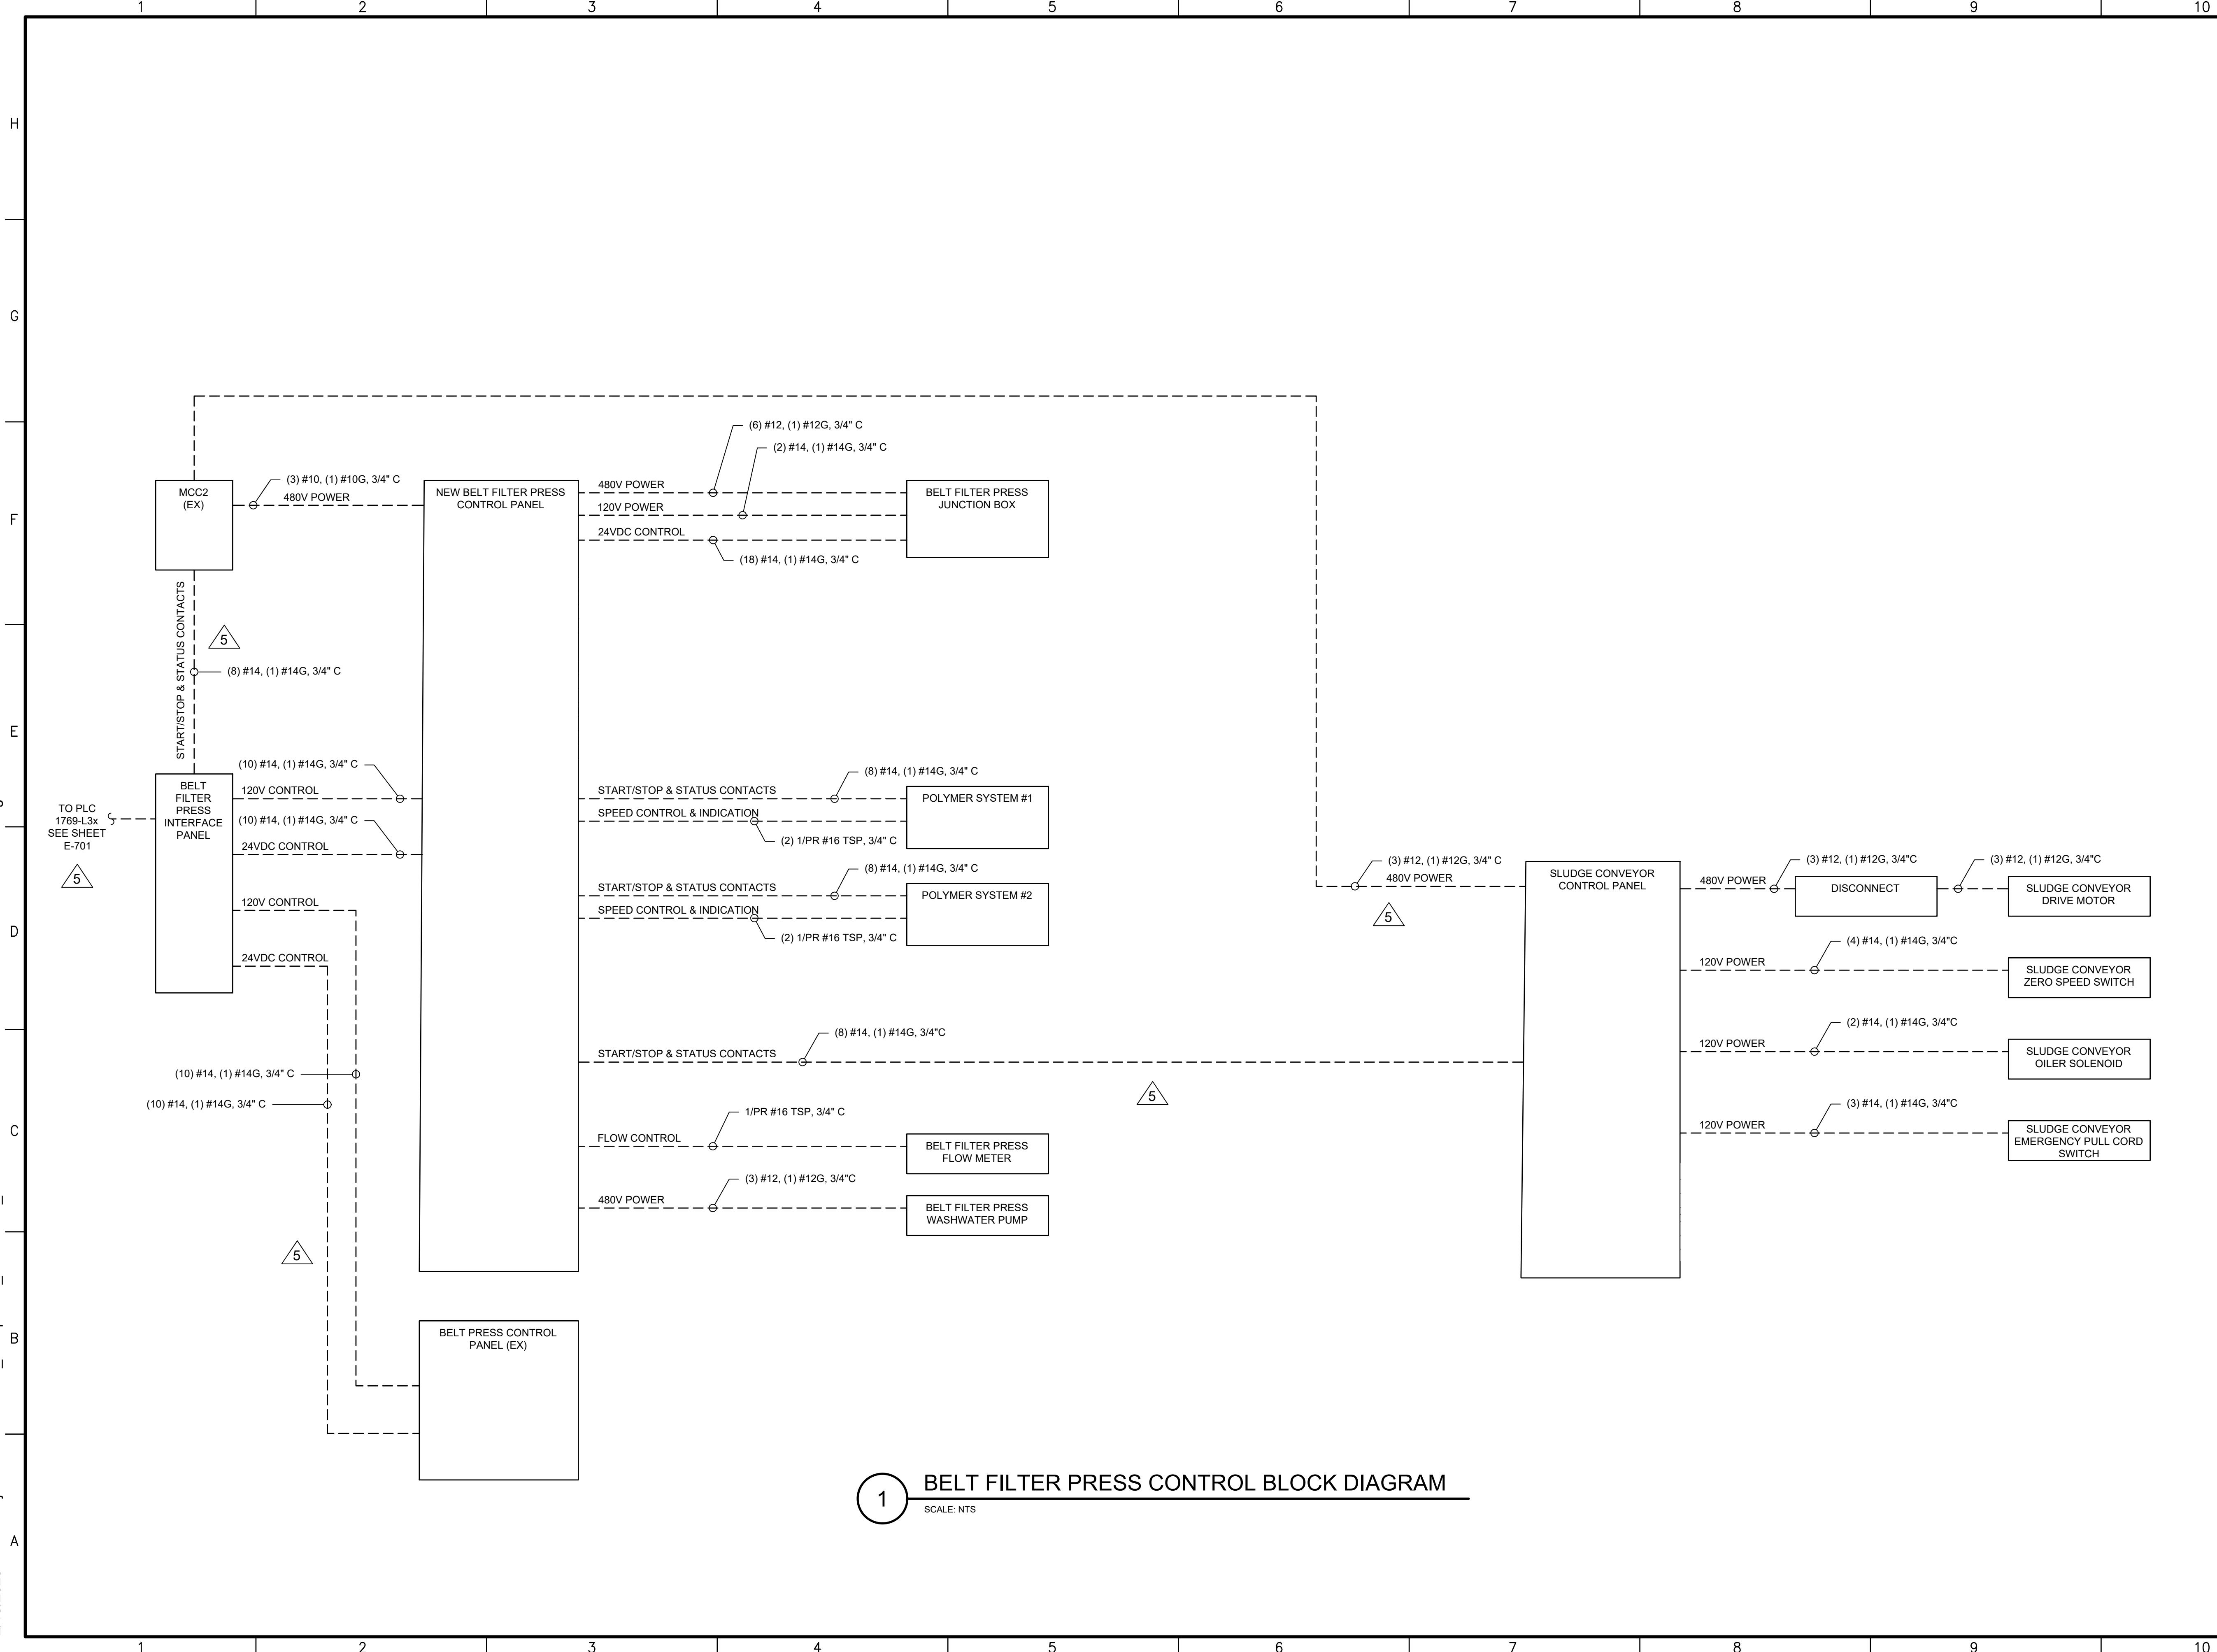 1 2 3 4 5 6 7 8 9 10
H
G
F
E
D
C
B
A
(6) #12, (1) #12G, 3/4" C
(2) #14, (1) #14G, 3/4" C
MCC2
(EX)
(3) #10, (1) #10G, 3/4" C
480V POWER
NEW BELT FILTER PRESS
CONTROL PANEL
480V POWER
120V POWER
24VDC CONTROL
(18) #14, (1) #14G, 3/4" C
BELT FILTER PRESS
JUNCTION BOX
START/STOP & STATUS CONTACTS
5
(8) #14, (1) #14G, 3/4" C
TO PLC
1769-L3x
SEE SHEET
E-701
5
BELT
FILTER
PRESS
INTERFACE
PANEL
(10) #14, (1) #14G, 3/4" C
120V CONTROL
(10) #14, (1) #14G, 3/4" C
24VDC CONTROL
120V CONTROL
24VDC CONTROL
(10) #14, (1) #14G, 3/4" C
(10) #14, (1) #14G, 3/4" C
5
START/STOP & STATUS CONTACTS
(8) #14, (1) #14G, 3/4" C
SPEED CONTROL & INDICATION
(2) 1/PR #16 TSP, 3/4" C
POLYMER SYSTEM #1
START/STOP & STATUS CONTACTS
(8) #14, (1) #14G, 3/4" C
SPEED CONTROL & INDICATION
(2) 1/PR #16 TSP, 3/4" C
POLYMER SYSTEM #2
START/STOP & STATUS CONTACTS
(8) #14, (1) #14G, 3/4"C
5
FLOW CONTROL
1/PR #16 TSP, 3/4" C
BELT FILTER PRESS
FLOW METER
480V POWER
(3) #12, (1) #12G, 3/4"C
BELT FILTER PRESS
WASHWATER PUMP
(3) #12, (1) #12G, 3/4" C
480V POWER
5
SLUDGE CONVEYOR
CONTROL PANEL
480V POWER
(3) #12, (1) #12G, 3/4"C
DISCONNECT
(3) #12, (1) #12G, 3/4"C
SLUDGE CONVEYOR
DRIVE MOTOR
120V POWER
(4) #14, (1) #14G, 3/4"C
SLUDGE CONVEYOR
ZERO SPEED SWITCH
120V POWER
(2) #14, (1) #14G, 3/4"C
SLUDGE CONVEYOR
OILER SOLENOID
120V POWER
(3) #14, (1) #14G, 3/4"C
SLUDGE CONVEYOR
EMERGENCY PULL CORD
SWITCH
BELT PRESS CONTROL
PANEL (EX)
1
BELT FILTER PRESS CONTROL BLOCK DIAGRAM
SCALE: NTS
1 2 3 4 5 6 7 8 9 10